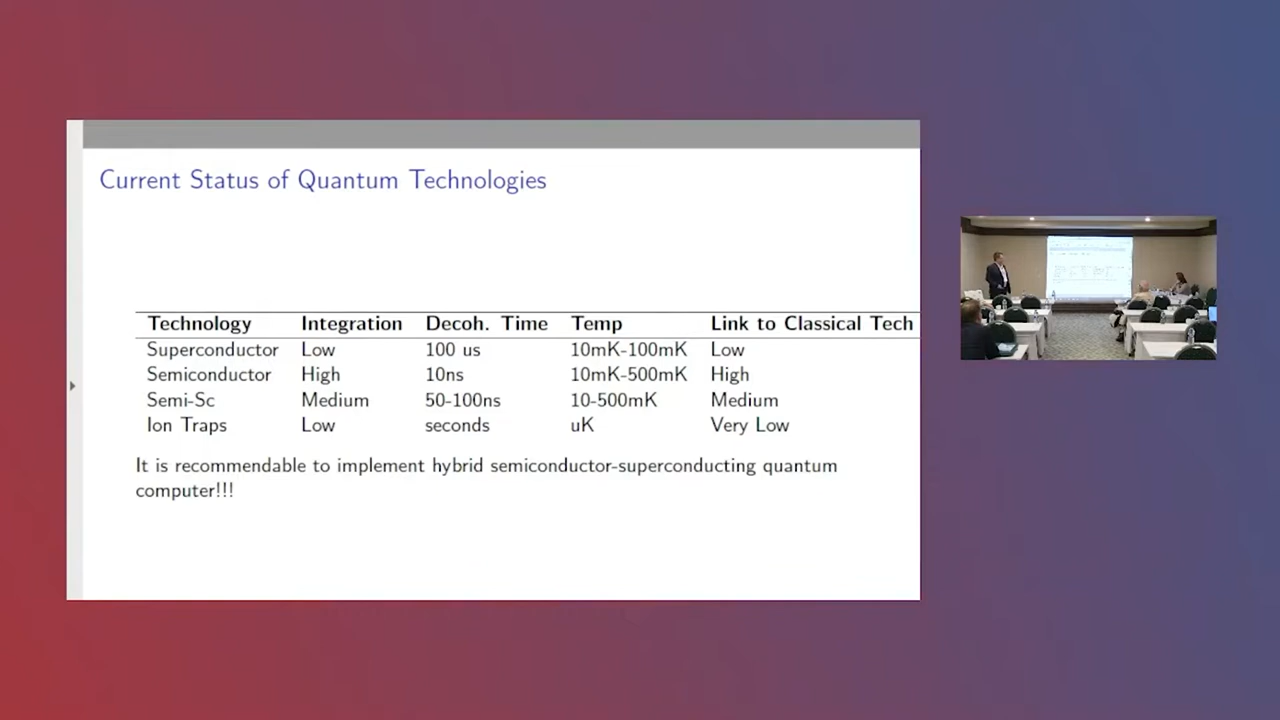 Current Status of Quantum Technologies
Technology Integration Decoh. Time Temp Link to Classical Tech
Superconductor Low 100 us 10mK-100mK Low
Semiconductor High 10ns 10mK-500mK High
Semi-Sc Medium 50-100ns 10-500mK Medium
Ion Traps Low seconds uK Very Low
It is recommendable to implement hybrid semiconductor-superconducting quantum
computer!!!